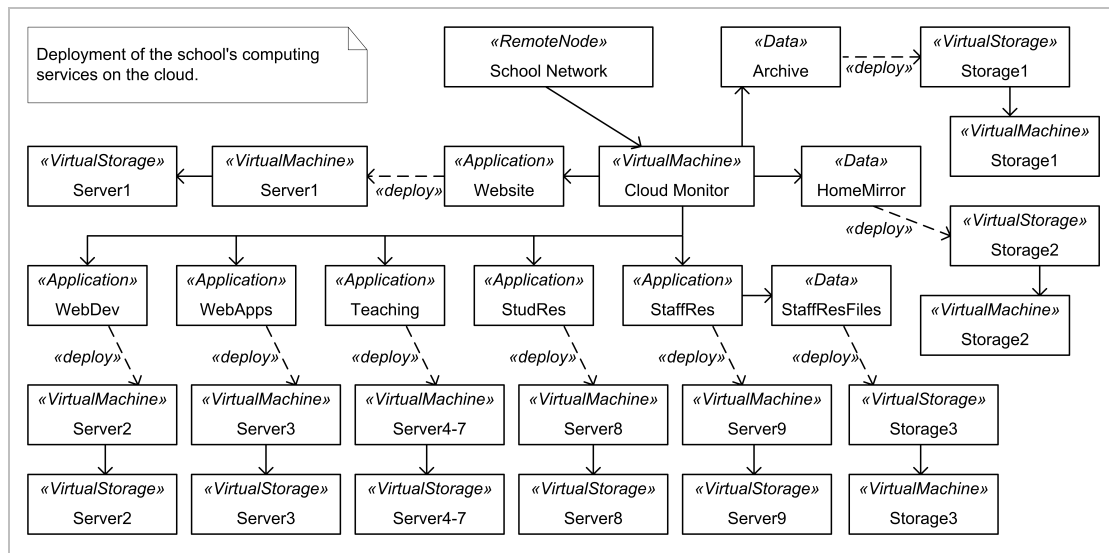 Deployment of the school's computing
services on the cloud.
«RemoteNode»
School Network
«Data»
Archive
«deploy»
«VirtualStorage»
Storage1
«VirtualMachine»
Storage1
«VirtualStorage»
Server1
«VirtualMachine»
Server1
«deploy»
«Application»
Website
«VirtualMachine»
Cloud Monitor
«Data»
HomeMirror
«deploy»
«VirtualStorage»
Storage2
«VirtualMachine»
Storage2
«Application»
WebDev
«Application»
WebApps
«Application»
Teaching
«Application»
StudRes
«Application»
StaffRes
«Data»
StaffResFiles
«deploy»
«deploy»
«deploy»
«deploy»
«deploy»
«deploy»
«VirtualMachine»
Server2
«VirtualMachine»
Server3
«VirtualMachine»
Server4-7
«VirtualMachine»
Server8
«VirtualMachine»
Server9
«VirtualStorage»
Storage3
«VirtualStorage»
Server2
«VirtualStorage»
Server3
«VirtualStorage»
Server4-7
«VirtualStorage»
Server8
«VirtualStorage»
Server9
«VirtualMachine»
Storage3